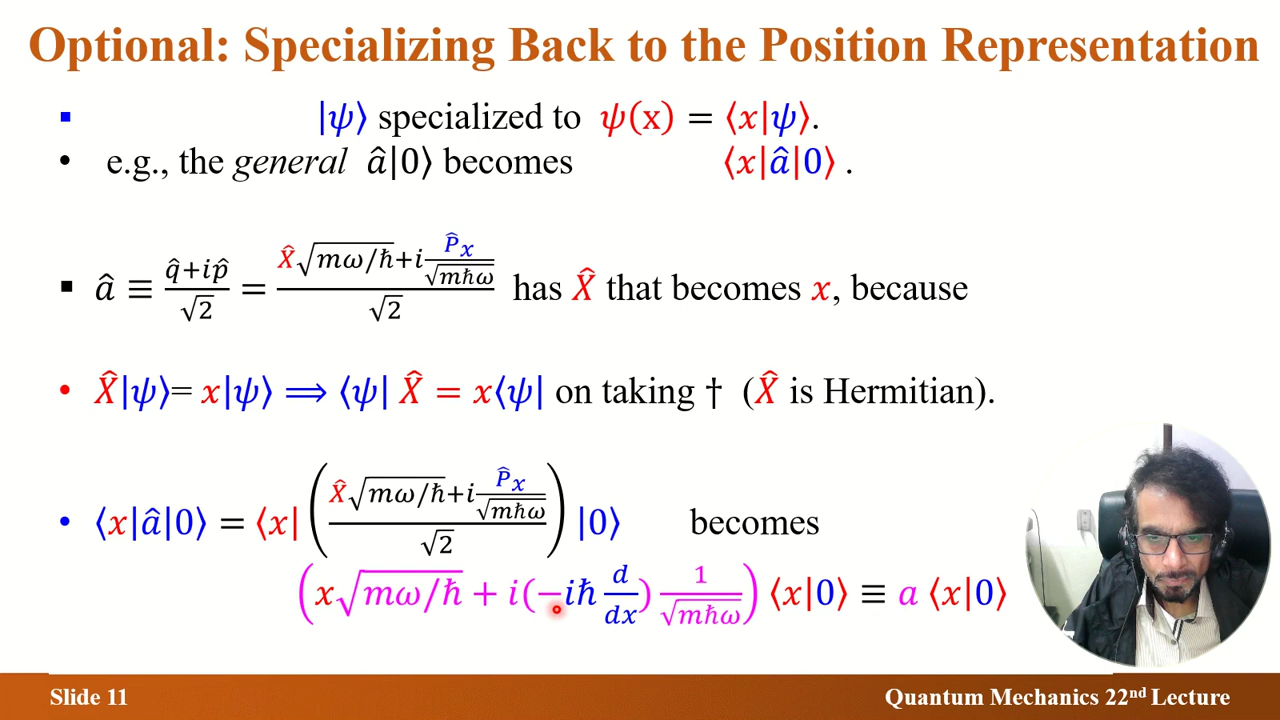 Optional: Specializing Back to the Position Representation
▪ |ψ⟩ specialized to ψ(x) = ⟨x|ψ⟩.
• e.g., the general â|0⟩ becomes ⟨x|â|0⟩ .
▪ â ≡ (q̂+ip̂)/√2 = (X̂√(mω/ħ)+i P̂ₓ/√(mħω))/√2 has X̂ that becomes x, because
• X̂|ψ⟩= x|ψ⟩ ⟹ ⟨ψ| X̂ = x⟨ψ| on taking † (X̂ is Hermitian).
• ⟨x|â|0⟩ = ⟨x| ((X̂√(mω/ħ)+i P̂ₓ/√(mħω))/√2) |0⟩ becomes
(x√(mω/ħ) + i(−iħ d/dx) 1/√(mħω)) ⟨x|0⟩ ≡ a ⟨x|0⟩
Slide 11 Quantum Mechanics 22nd Lecture